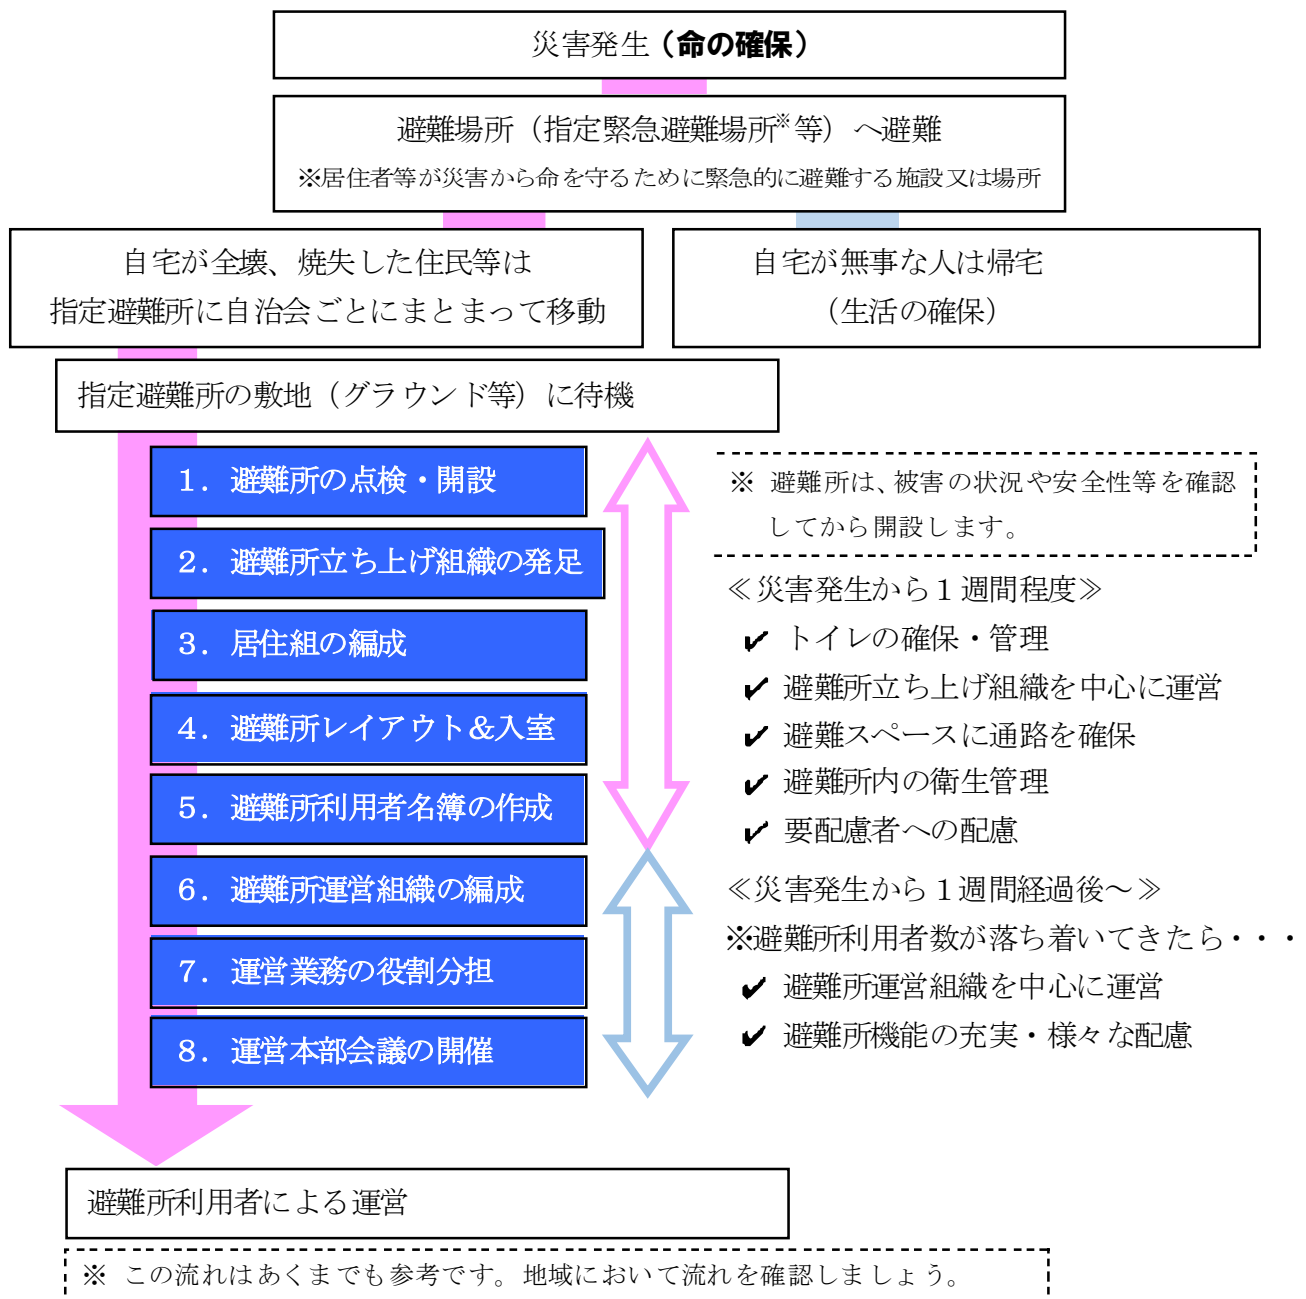 災害発生（命の確保）
避難場所（指定緊急避難場所※等）へ避難
※居住者等が災害から命を守るために緊急的に避難する施設又は場所
自宅が全壊、焼失した住民等は
指定避難所に自治会ごとにまとまって移動
自宅が無事な人は帰宅
（生活の確保）
指定避難所の敷地（グラウンド等）に待機
１．避難所の点検・開設
２．避難所立ち上げ組織の発足
３．居住組の編成
４．避難所レイアウト＆入室
５．避難所利用者名簿の作成
６．避難所運営組織の編成
７．運営業務の役割分担
８．運営本部会議の開催
※ 避難所は、被害の状況や安全性等を確認
してから開設します。
≪災害発生から１週間程度≫
✔ トイレの確保・管理
✔ 避難所立ち上げ組織を中心に運営
✔ 避難スペースに通路を確保
✔ 避難所内の衛生管理
✔ 要配慮者への配慮
≪災害発生から１週間経過後～≫
※避難所利用者数が落ち着いてきたら・・・
✔ 避難所運営組織を中心に運営
✔ 避難所機能の充実・様々な配慮
避難所利用者による運営
※ この流れはあくまでも参考です。地域において流れを確認しましょう。